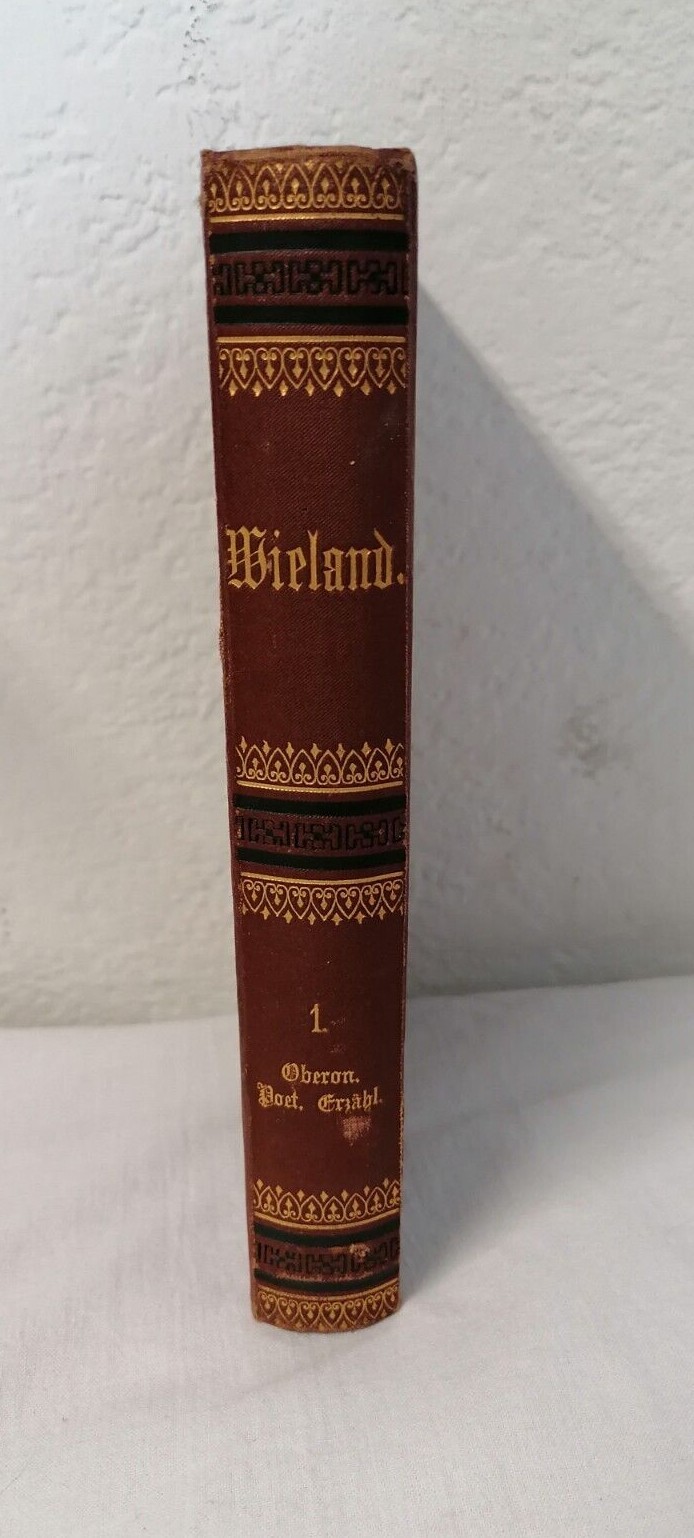 Wieland.
1.
Oberon.
Poet. Erzähl.